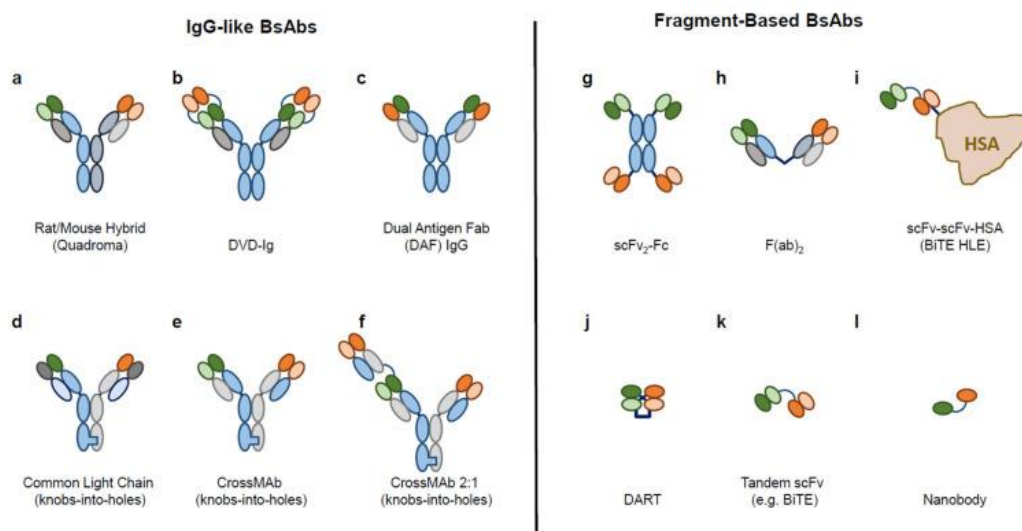 IgG-like BsAbs
Fragment-Based BsAbs
a
b
c
Rat/Mouse Hybrid
(Quadroma)
DVD-Ig
Dual Antigen Fab
(DAF) IgG
d
e
f
Common Light Chain
(knobs-into-holes)
CrossMAb
(knobs-into-holes)
CrossMAb 2:1
(knobs-into-holes)
g
h
i
HSA
scFv₂-Fc
F(ab)₂
scFv-scFv-HSA
(BiTE HLE)
j
k
l
DART
Tandem scFv
(e.g. BiTE)
Nanobody